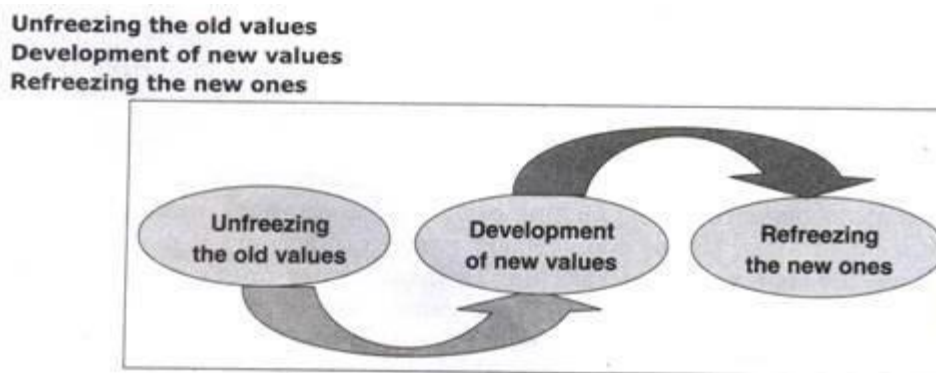 Unfreezing the old values
Development of new values
Refreezing the new ones
Unfreezing
the old values
Development
of new values
Refreezing
the new ones